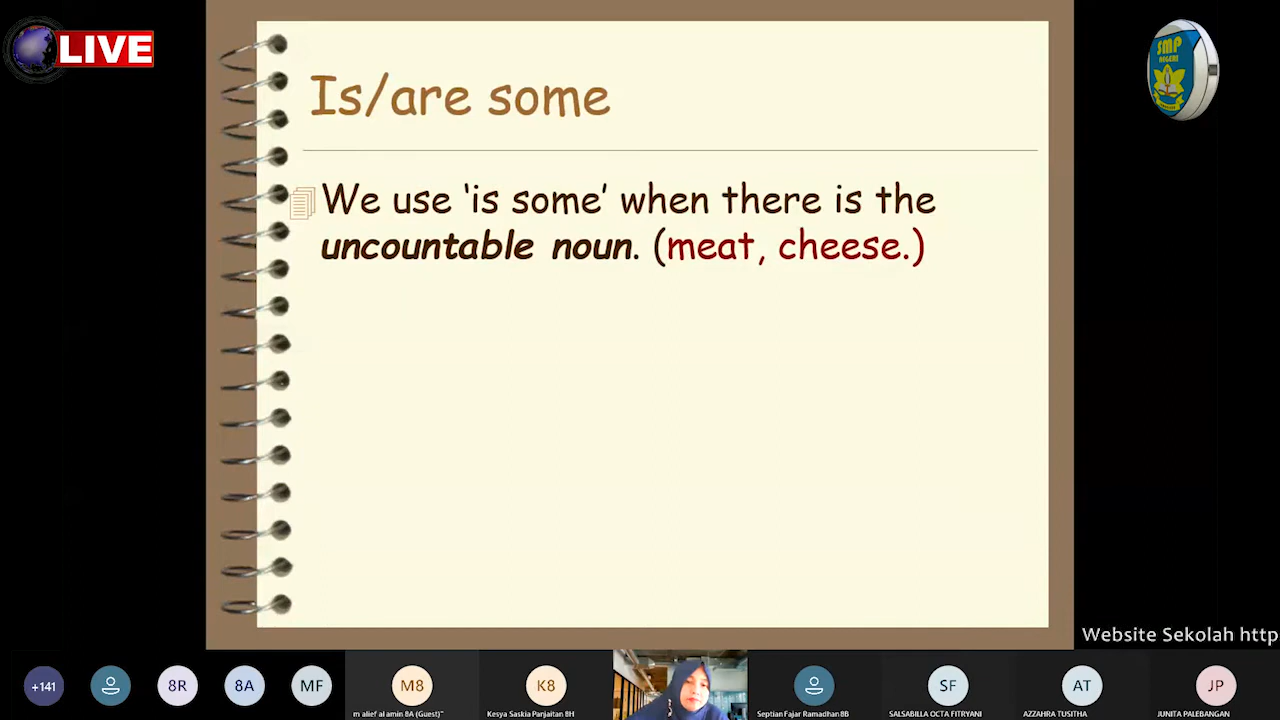 LIVE
SMP
NEGERI
Is/are some
We use ‘is some’ when there is the
uncountable noun. (meat, cheese.)
Website Sekolah http
+141
8R
8A
MF
M8
K8
SF
AT
JP
m alief al amin 8A (Guest)"
Kesya Saskia Panjaitan 8H
Septian Fajar Ramadhan 8B
SALSABILLA OCTA FITRYANI
AZZAHRA TUSITHA
JUNITA PALEBANGAN